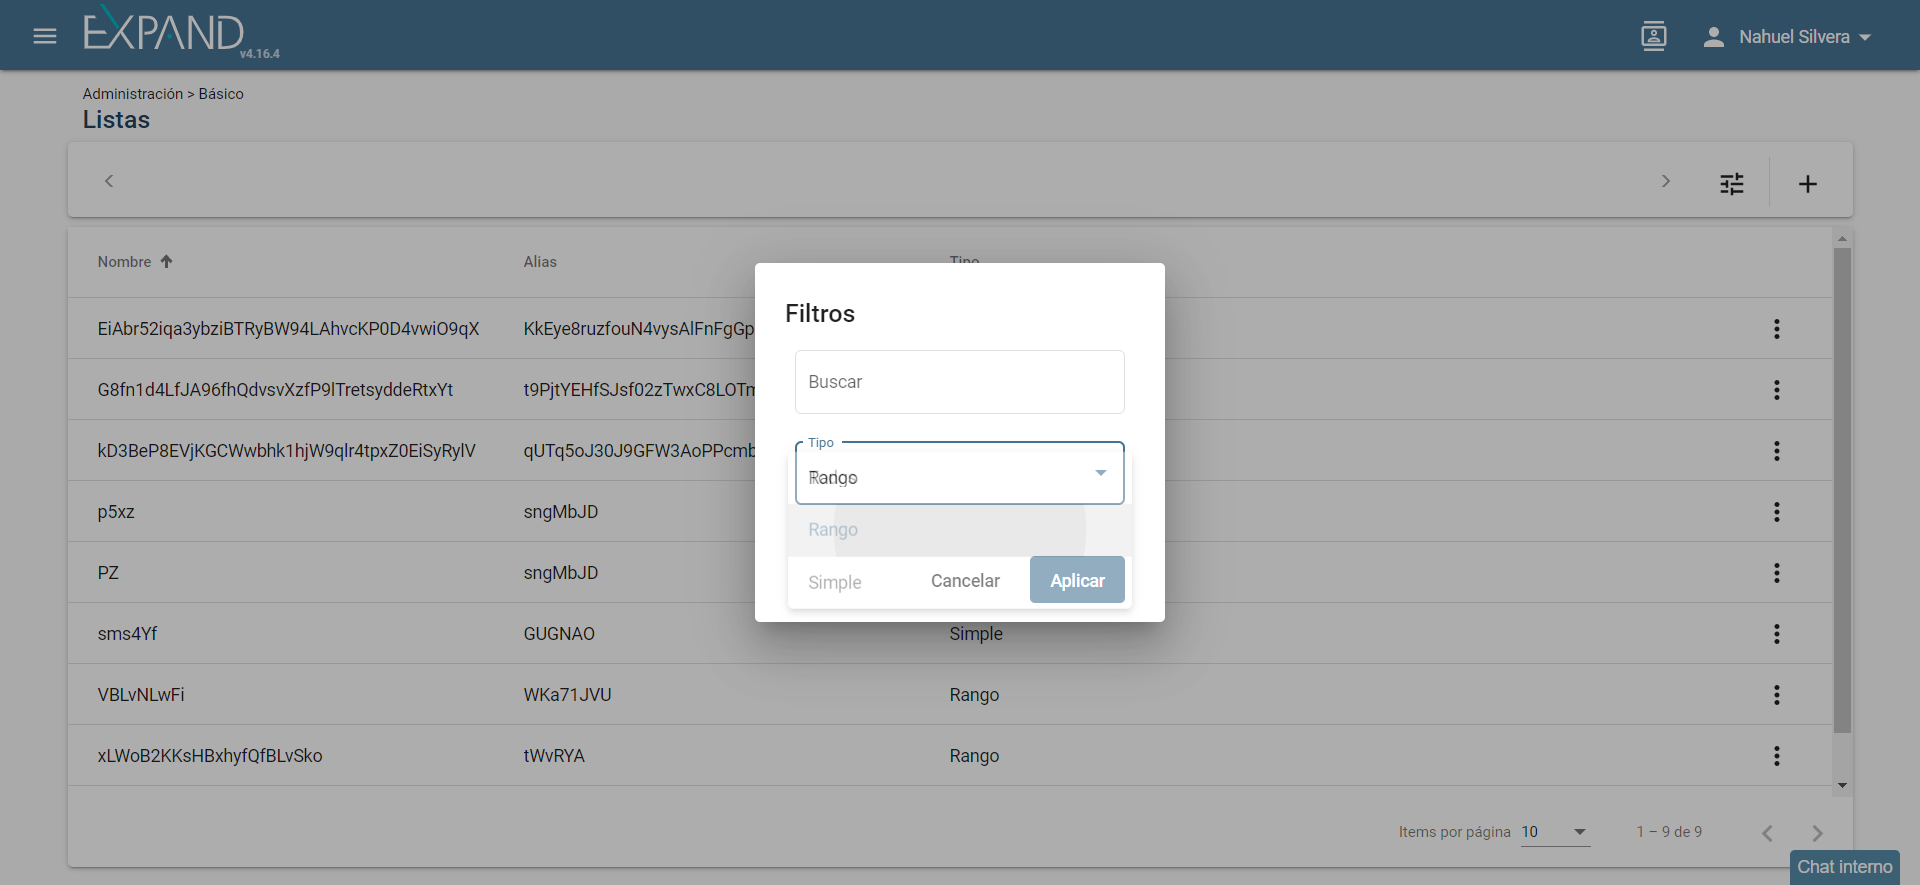 EXPAND
v4.16.4
Nahuel Silvera
Administración > Básico
Listas
Nombre Alias Tipo
EiAbr52iqa3ybziBTRyBW94LAhvcKP0D4vwiO9qX KkEye8ruzfouN4vysAlFnFgGp
G8fn1d4LfJA96fhQdvsvXzfP9lTretsyddeRtxYt t9PjtYEHfSJsf02zTwxC8LOTm
kD3BeP8EVjKGCWwbhk1hjW9qlr4tpxZ0EiSyRylV qUTq5oJ30J9GFW3AoPPcmb
p5xz sngMbJD
PZ sngMbJD
sms4Yf GUGNAO Simple
VBLvNLwFi WKa71JVU Rango
xLWoB2KKsHBxhyfQfBLvSko tWvRYA Rango
Filtros
Buscar
Tipo
Rango
Rango
Simple
Cancelar Aplicar
Items por página 10 1 – 9 de 9
Chat interno